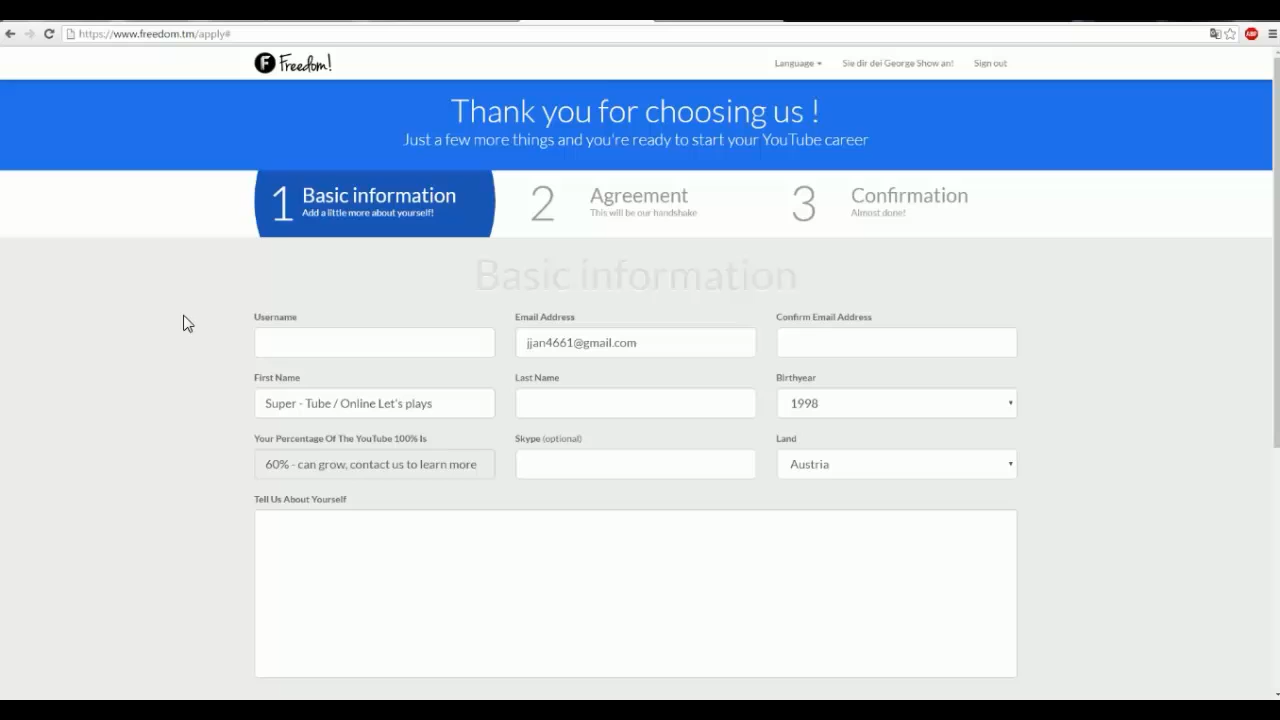 https://www.freedom.tm/apply#
ABP
F Freedom!
Language
Sie dir dei George Show an!
Sign out
Thank you for choosing us !
Just a few more things and you're ready to start your YouTube career
1 Basic information
Add a little more about yourself!
2 Agreement
This will be our handshake
3 Confirmation
Almost done!
Basic information
Username
Email Address
Confirm Email Address
jjan4661@gmail.com
First Name
Last Name
Birthyear
Super - Tube / Online Let's plays
1998
Your Percentage Of The YouTube 100% Is
Skype (optional)
Land
60% - can grow, contact us to learn more
Austria
Tell Us About Yourself